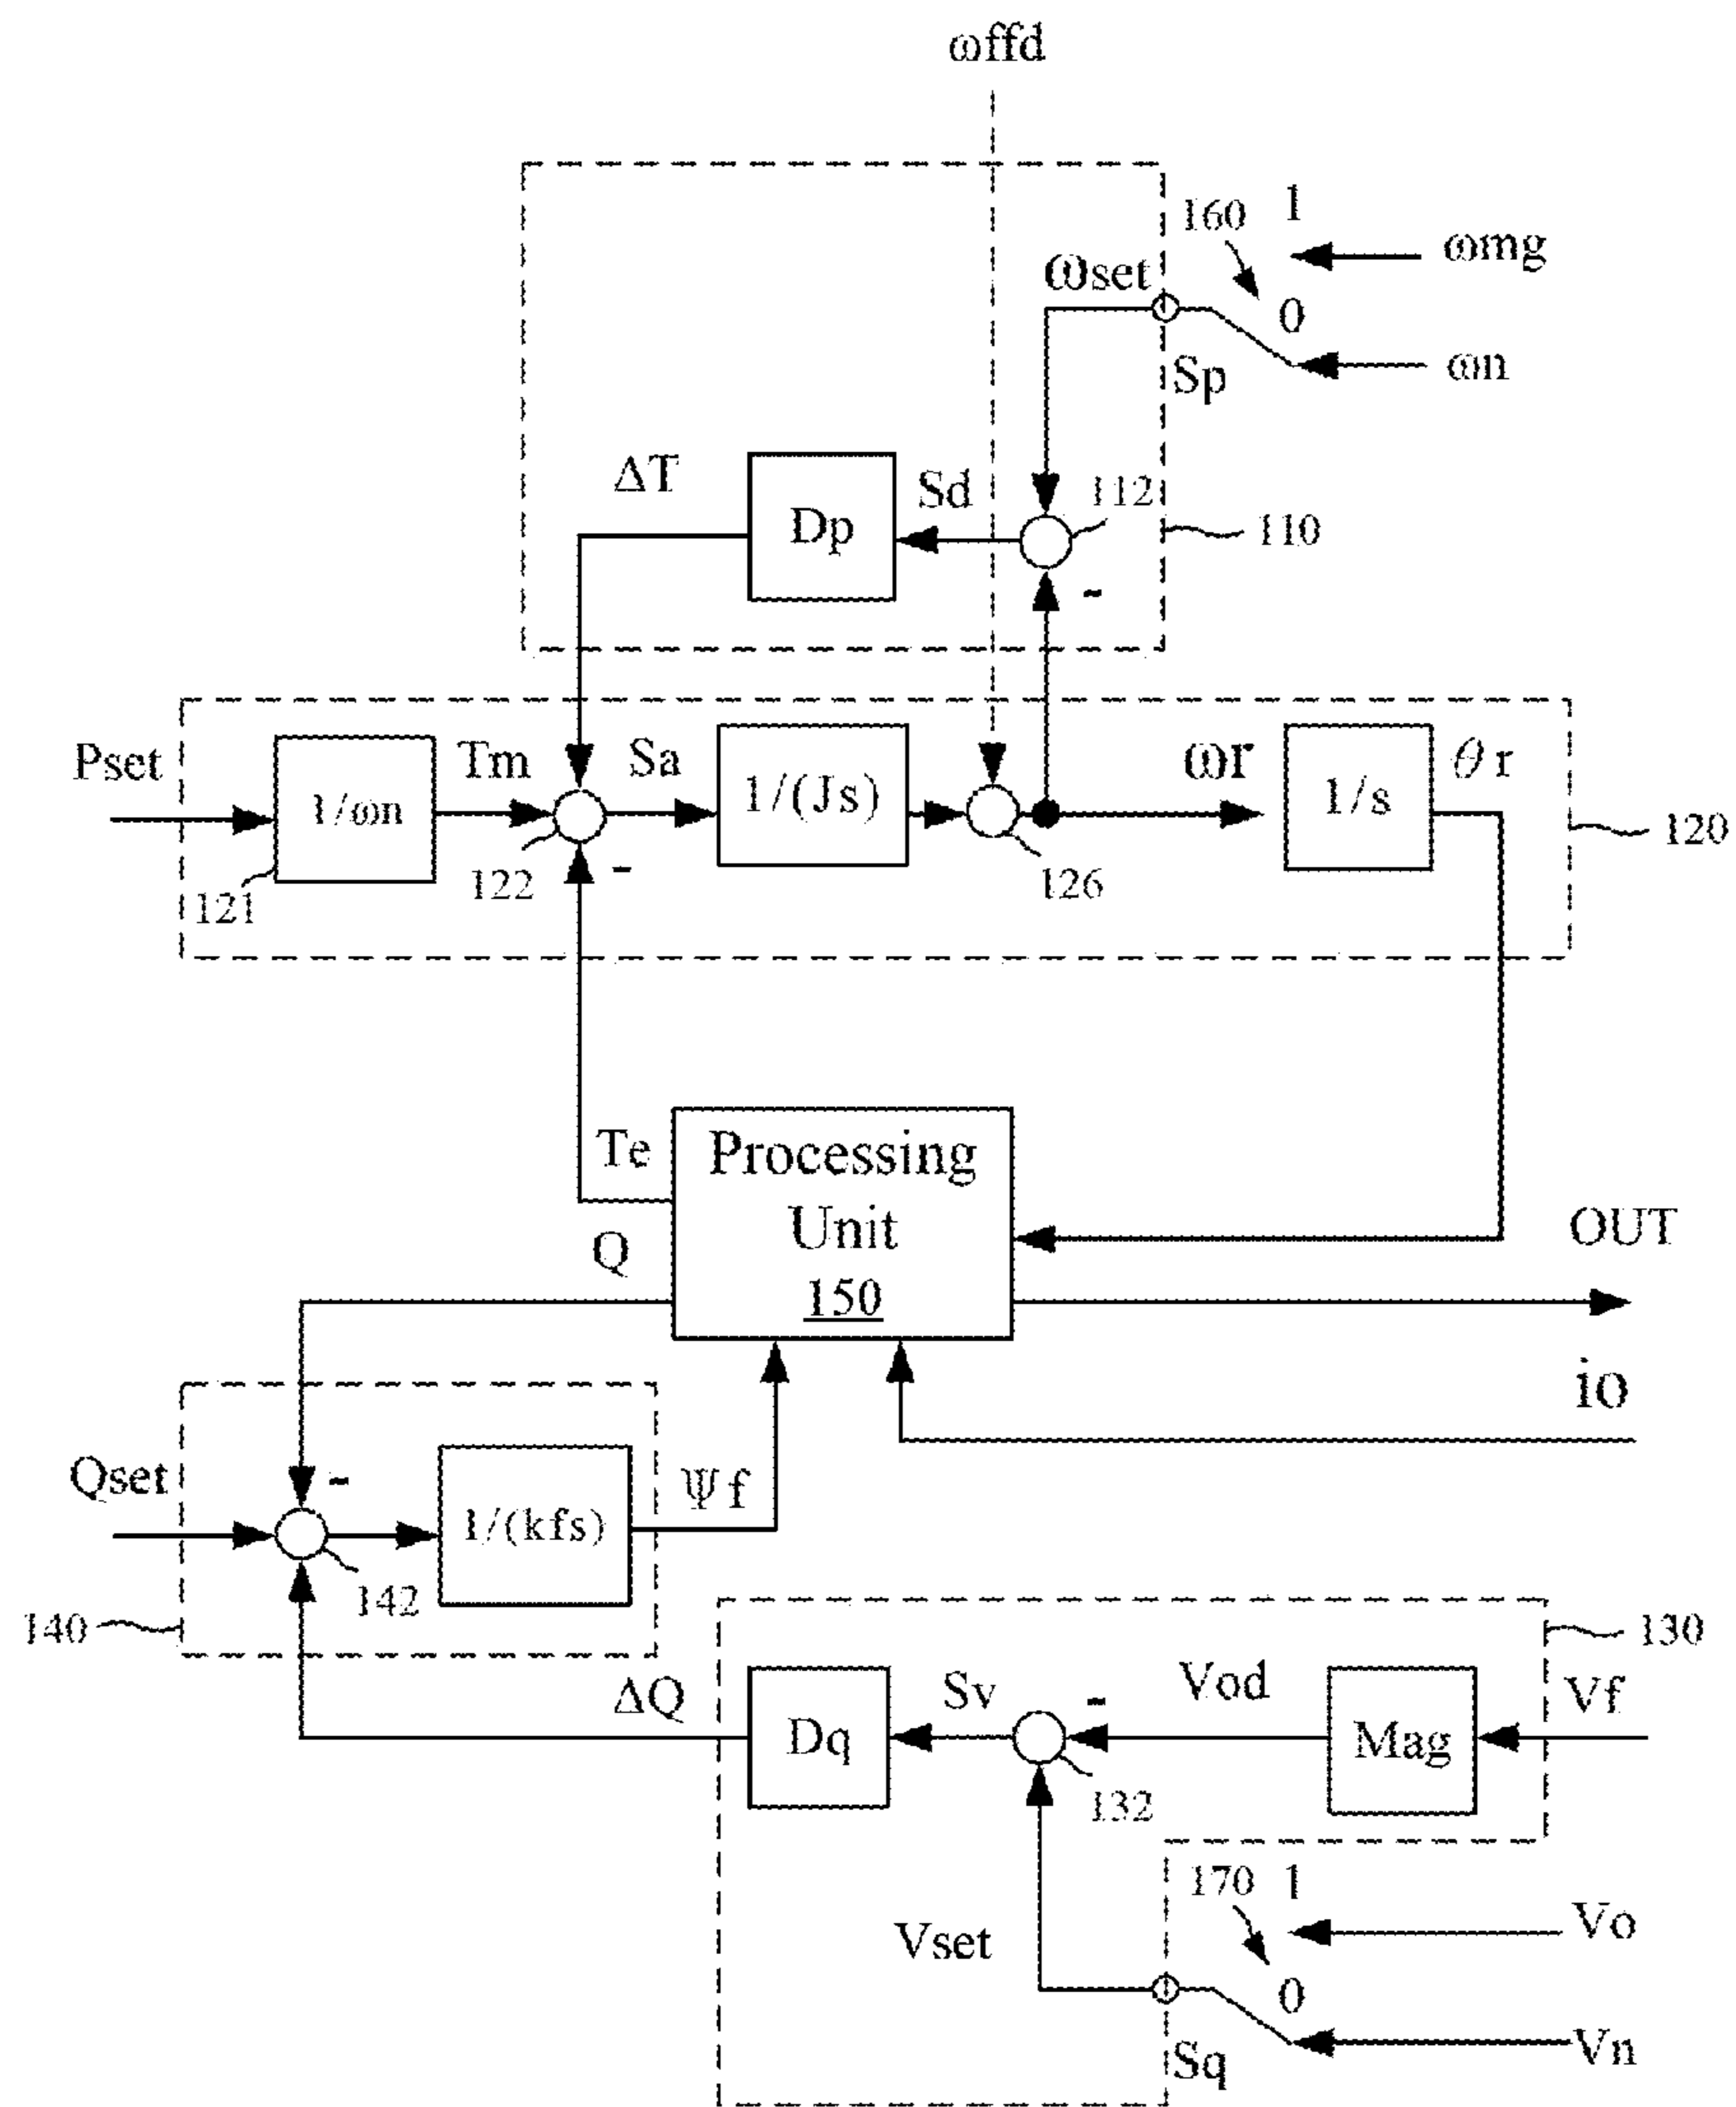 ωffd
160
1
ωmg
ωset
0
Sp
ωn
ΔT
Dp
Sd
112
110
-
Pset
1/ωn
Tm
Sa
1/(Js)
ωr
1/s
θr
121
122
-
126
120
Te
Processing
Unit
150
Q
OUT
io
Qset
-
1/(kfs)
Ψf
142
140
130
ΔQ
Dq
Sv
-
Vod
Mag
Vf
132
170
1
Vo
Vset
0
Sq
Vn